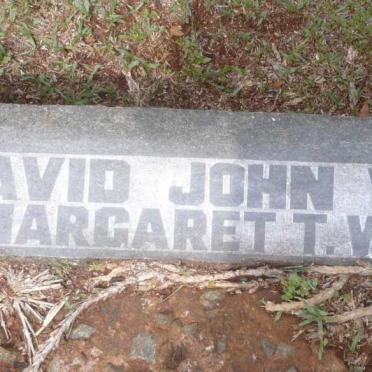 AVID JOHN
MARGARET T.